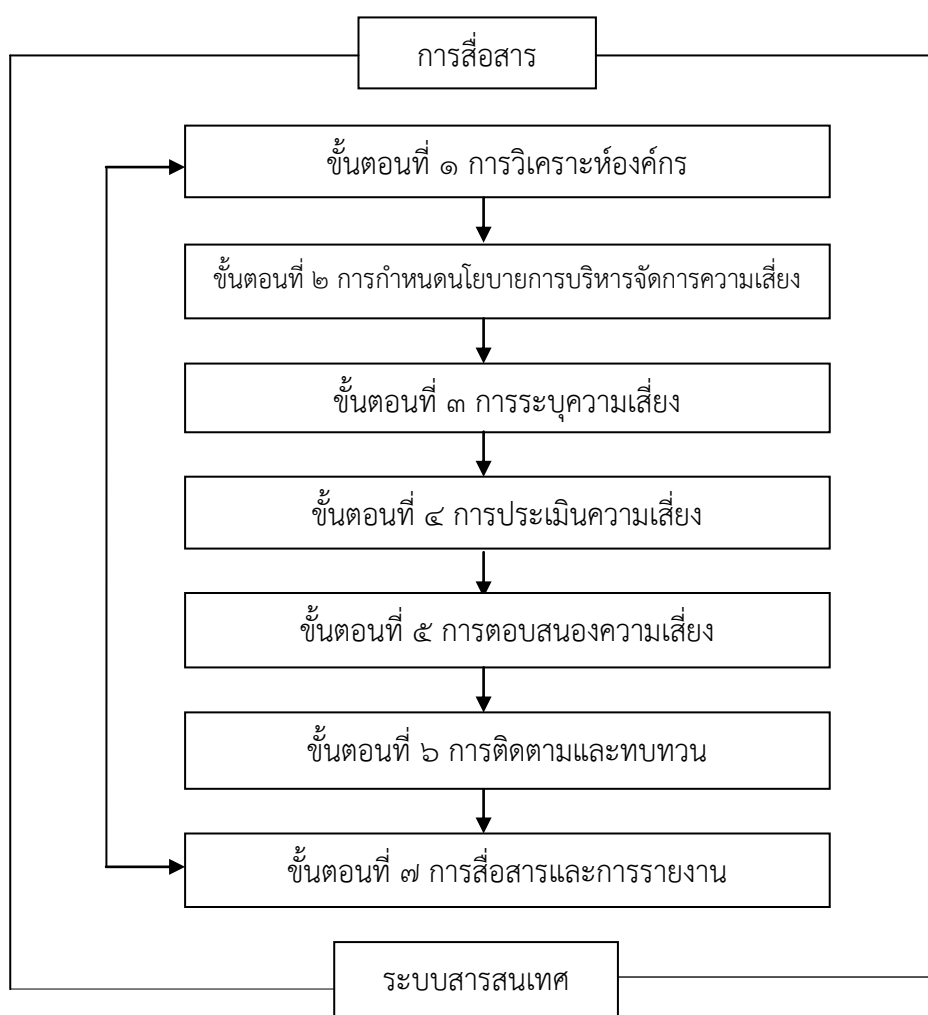 การสื่อสาร
ขั้นตอนที่ ๑ การวิเคราะห์องค์กร
ขั้นตอนที่ ๒ การกำหนดนโยบายการบริหารจัดการความเสี่ยง
ขั้นตอนที่ ๓ การระบุความเสี่ยง
ขั้นตอนที่ ๔ การประเมินความเสี่ยง
ขั้นตอนที่ ๕ การตอบสนองความเสี่ยง
ขั้นตอนที่ ๖ การติดตามและทบทวน
ขั้นตอนที่ ๗ การสื่อสารและการรายงาน
ระบบสารสนเทศ